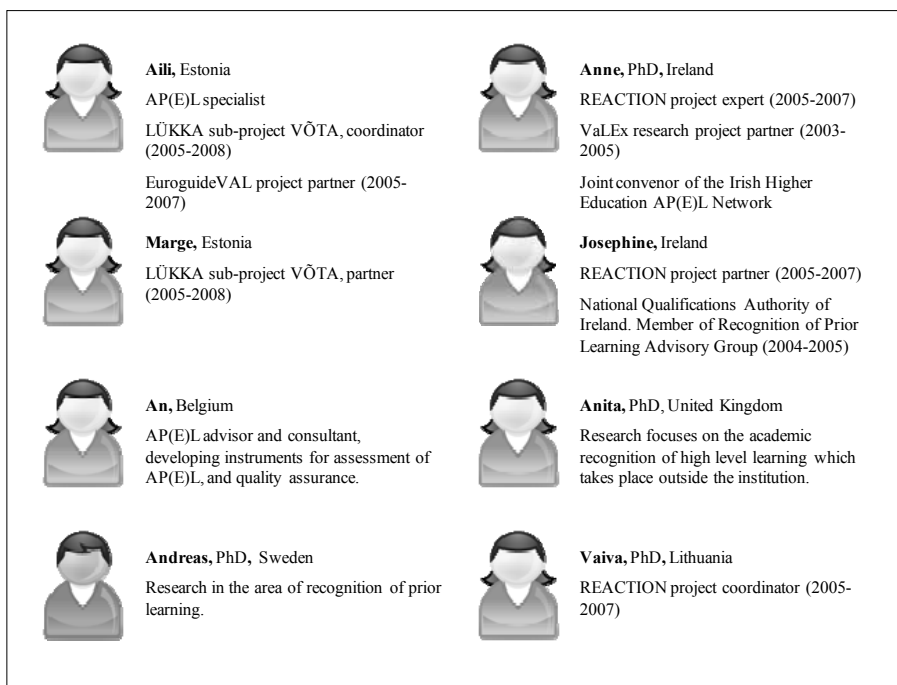 Aili, Estonia
AP(E)L specialist
LÜKKA sub-project VÕTA, coordinator
(2005-2008)
EuroguideVAL project partner (2005-
2007)
Marge, Estonia
LÜKKA sub-project VÕTA, partner
(2005-2008)
An, Belgium
AP(E)L advisor and consultant,
developing instruments for assessment of
AP(E)L, and quality assurance.
Andreas, PhD, Sweden
Research in the area of recognition of prior
learning.
Anne, PhD, Ireland
REACTION project expert (2005-2007)
VaLEx research project partner (2003-
2005)
Joint convenor of the Irish Higher
Education AP(E)L Network
Josephine, Ireland
REACTION project partner (2005-2007)
National Qualifications Authority of
Ireland. Member of Recognition of Prior
Learning Advisory Group (2004-2005)
Anita, PhD, United Kingdom
Research focuses on the academic
recognition of high level learning which
takes place outside the institution.
Vaiva, PhD, Lithuania
REACTION project coordinator (2005-
2007)